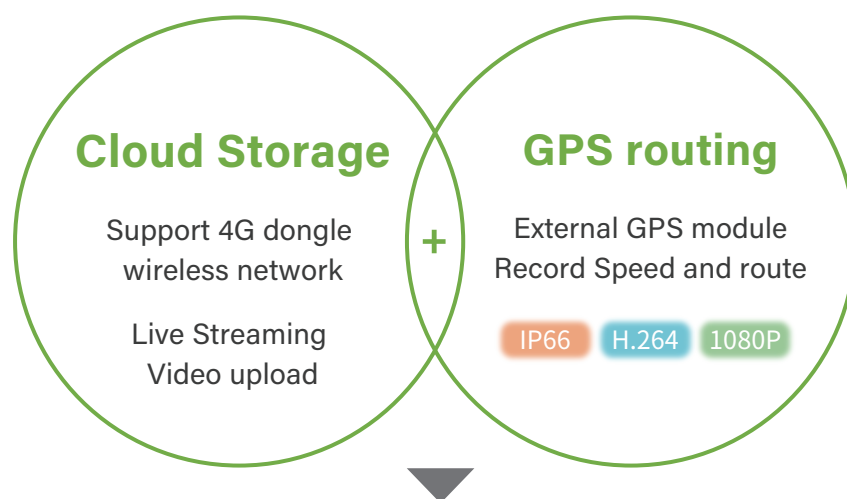 Cloud Storage
Support 4G dongle
wireless network
Live Streaming
Video upload
+
GPS routing
External GPS module
Record Speed and route
IP66 H.264 1080P